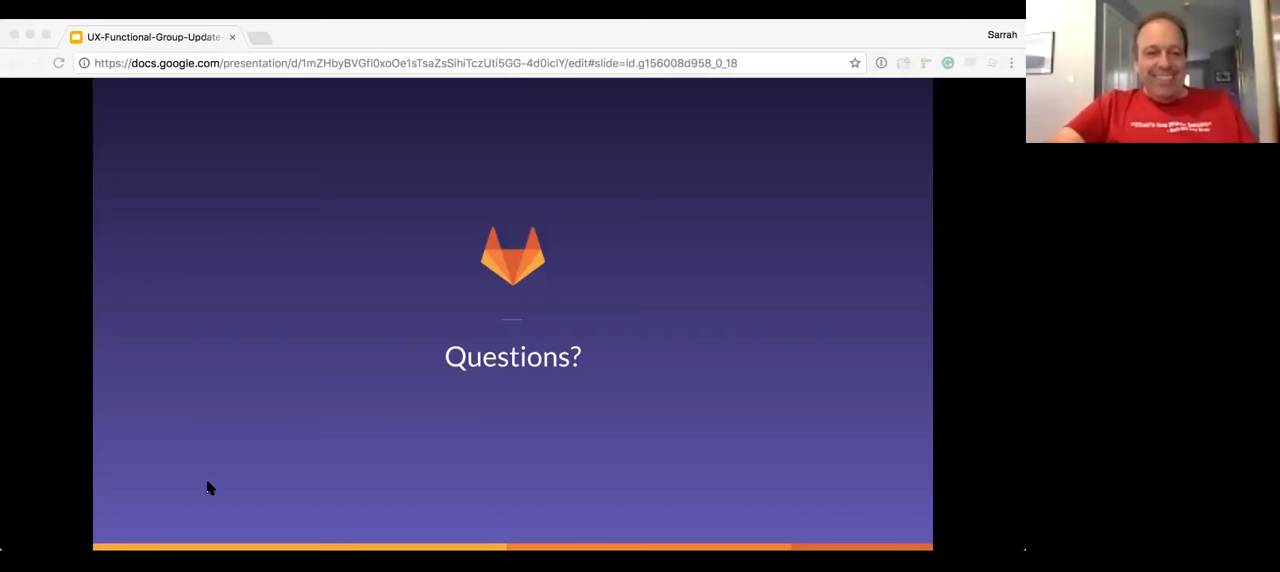 UX-Functional-Group-Update
Sarrah
https://docs.google.com/presentation/d/1mZHbyBVGfl0xoOe1sTsaZsSihiTczUti5GG-4d0iclY/edit#slide=id.g156008d958_0_18
Questions?